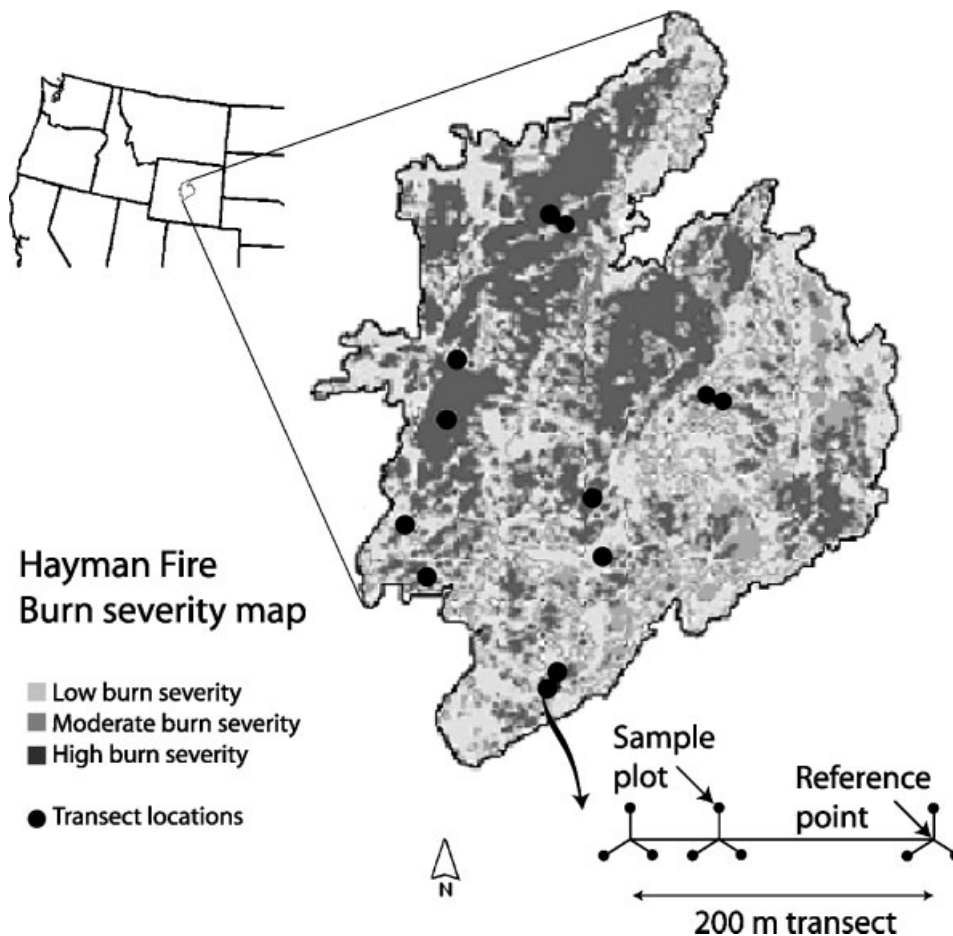 Hayman Fire
Burn severity map
Low burn severity
Moderate burn severity
High burn severity
Transect locations
N
Sample
plot
Reference
point
200 m transect